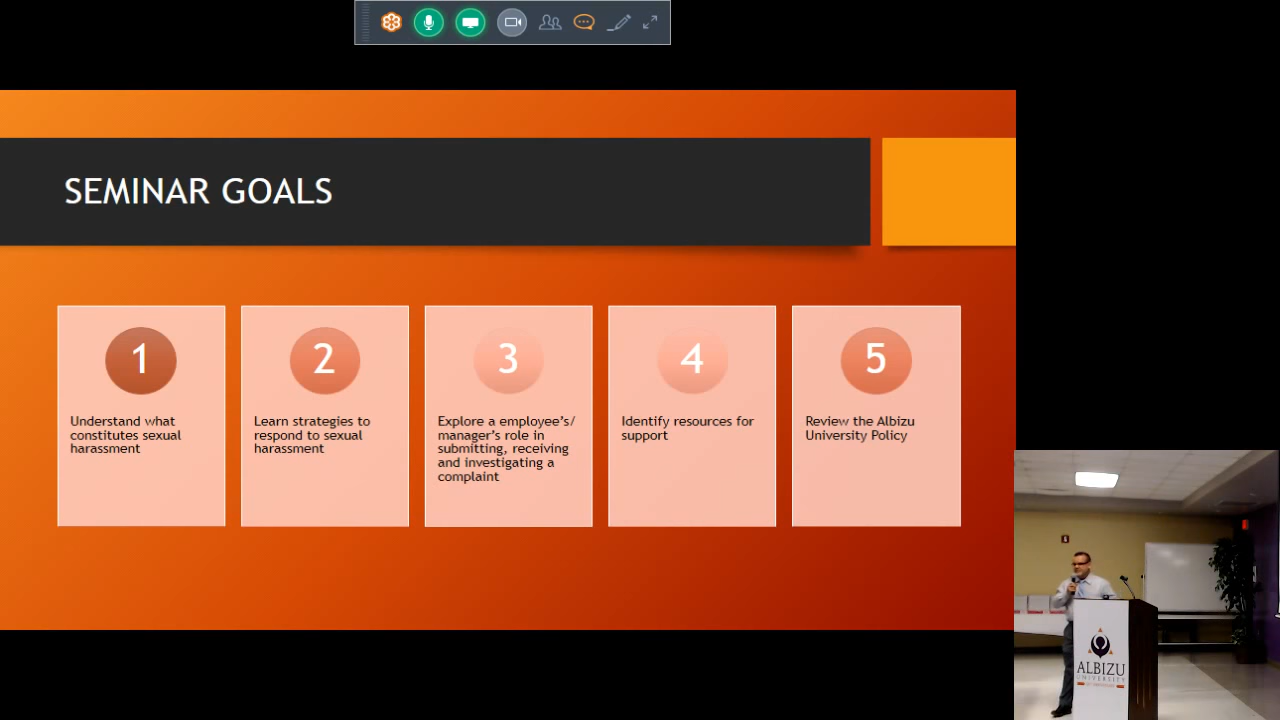 SEMINAR GOALS
1
Understand what
constitutes sexual
harassment
2
Learn strategies to
respond to sexual
harassment
3
Explore a employee's/
manager's role in
submitting, receiving
and investigating a
complaint
4
Identify resources for
support
5
Review the Albizu
University Policy
ALBIZU
UNIVERSITY